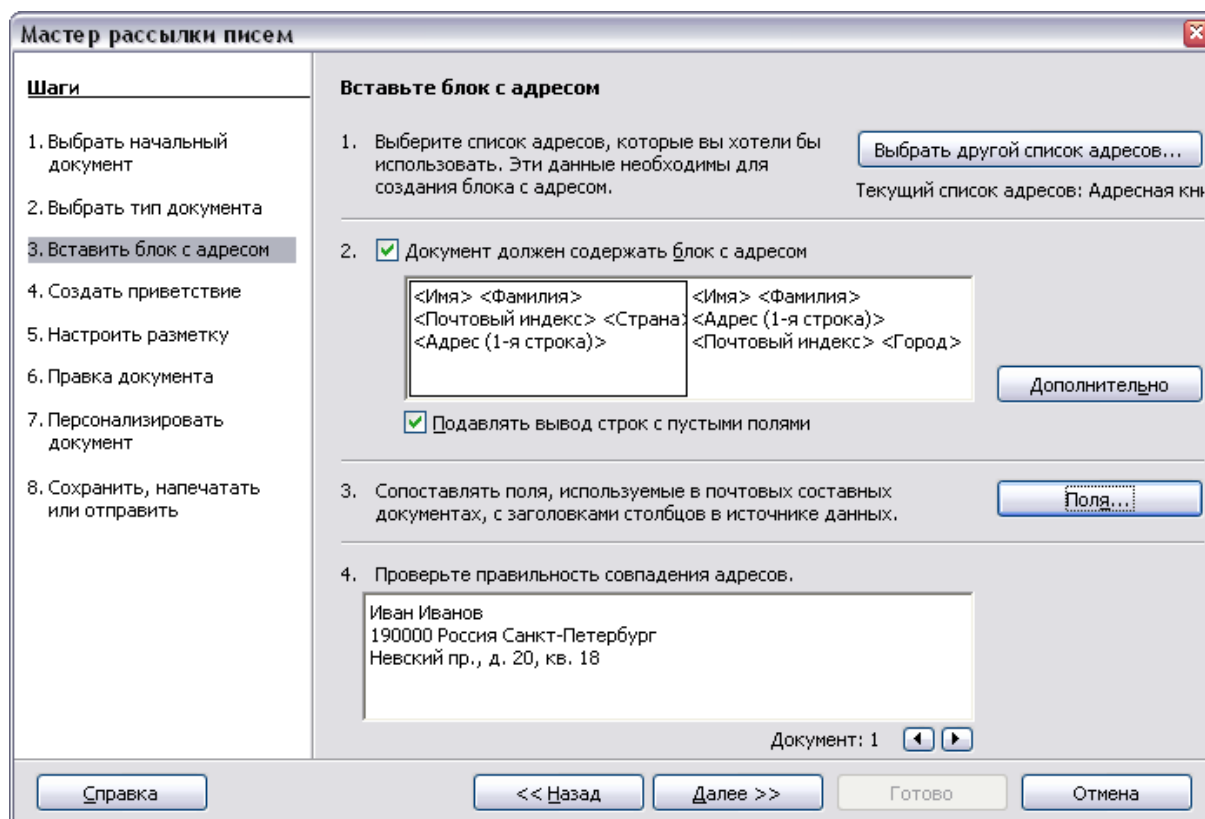 Мастер рассылки писем
Шаги
1. Выбрать начальный
документ
2. Выбрать тип документа
3. Вставить блок с адресом
4. Создать приветствие
5. Настроить разметку
6. Правка документа
7. Персонализировать
документ
8. Сохранить, напечатать
или отправить
Вставьте блок с адресом
1. Выберите список адресов, которые вы хотели бы
использовать. Эти данные необходимы для
создания блока с адресом.
Выбрать другой список адресов...
Текущий список адресов: Адресная кни
2. Документ должен содержать блок с адресом
<Имя> <Фамилия>
<Почтовый индекс> <Страна>
<Адрес (1-я строка)>
<Имя> <Фамилия>
<Адрес (1-я строка)>
<Почтовый индекс> <Город>
Дополнительно
Подавлять вывод строк с пустыми полями
3. Сопоставлять поля, используемые в почтовых составных
документах, с заголовками столбцов в источнике данных.
Поля...
4. Проверьте правильность совпадения адресов.
Иван Иванов
190000 Россия Санкт-Петербург
Невский пр., д. 20, кв. 18
Документ: 1
Справка
<< Назад
Далее >>
Готово
Отмена